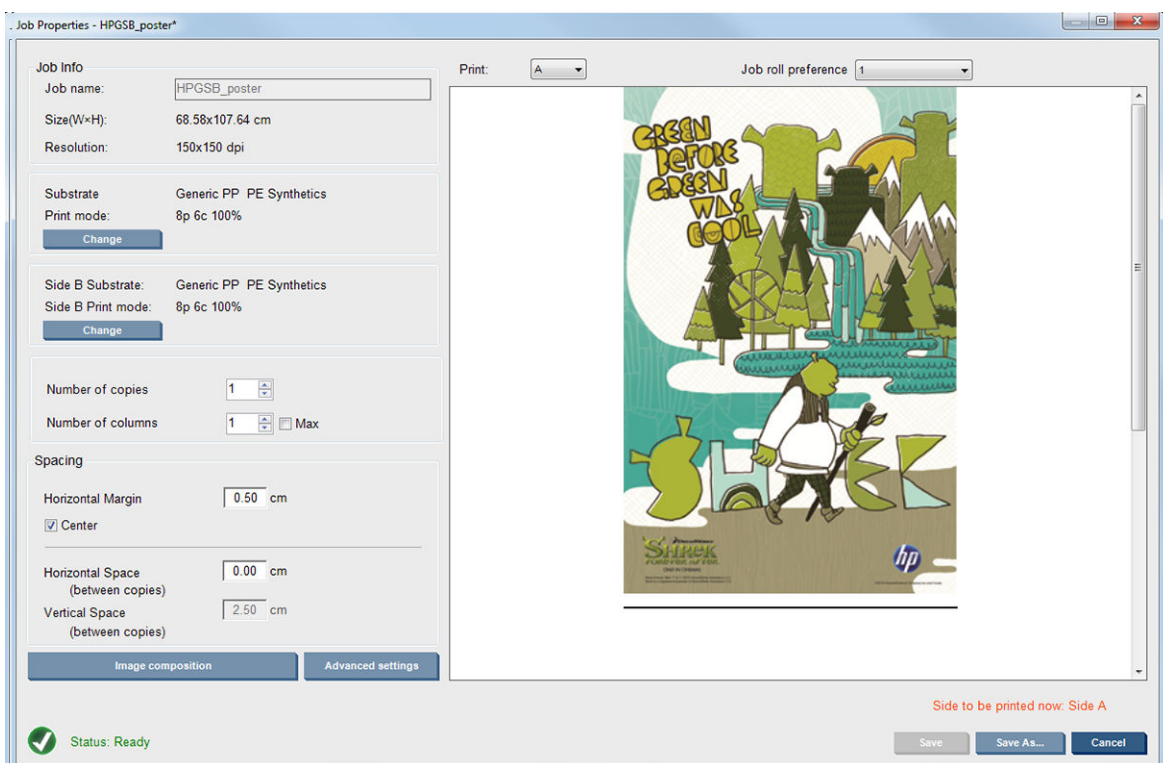 Job Properties - HPGSB_poster*
Job Info
Job name: HPGSB_poster
Size(W×H): 68.58x107.64 cm
Resolution: 150x150 dpi
Substrate Generic PP PE Synthetics
Print mode: 8p 6c 100%
Change
Side B Substrate: Generic PP PE Synthetics
Side B Print mode: 8p 6c 100%
Change
Number of copies 1
Number of columns 1 Max
Spacing
Horizontal Margin 0.50 cm
Center
Horizontal Space 0.00 cm
(between copies)
Vertical Space 2.50 cm
(between copies)
Image composition Advanced settings
Print: A Job roll preference 1
GREEN
BEFORE
GREEN
WAS
COOL
SHREK
DreamWorks
SHREK
FOREVER AFTER
ONLY IN CINEMAS
hp
Side to be printed now: Side A
Status: Ready
Save Save As... Cancel